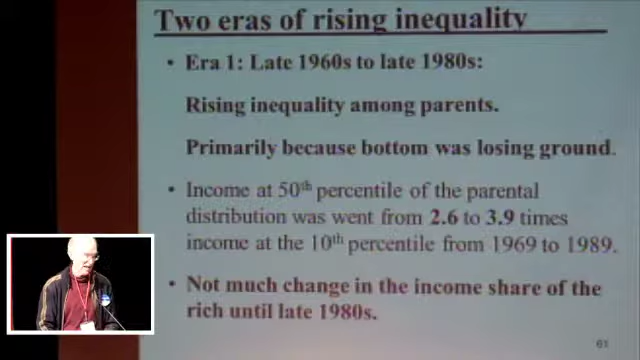 Two eras of rising inequality
• Era 1: Late 1960s to late 1980s:
Rising inequality among parents.
Primarily because bottom was losing ground.
• Income at 50th percentile of the parental
distribution was went from 2.6 to 3.9 times
income at the 10th percentile from 1969 to 1989.
• Not much change in the income share of the
rich until late 1980s.
61